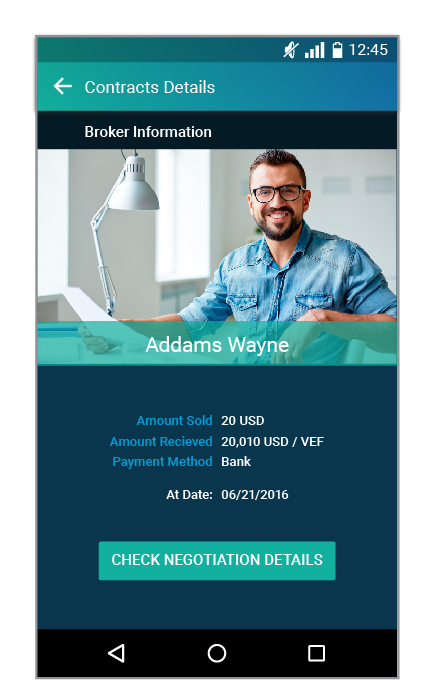 12:45
Contracts Details
Broker Information
Addams Wayne
Amount Sold 20 USD
Amount Recieved 20,010 USD / VEF
Payment Method Bank
At Date: 06/21/2016
CHECK NEGOTIATION DETAILS